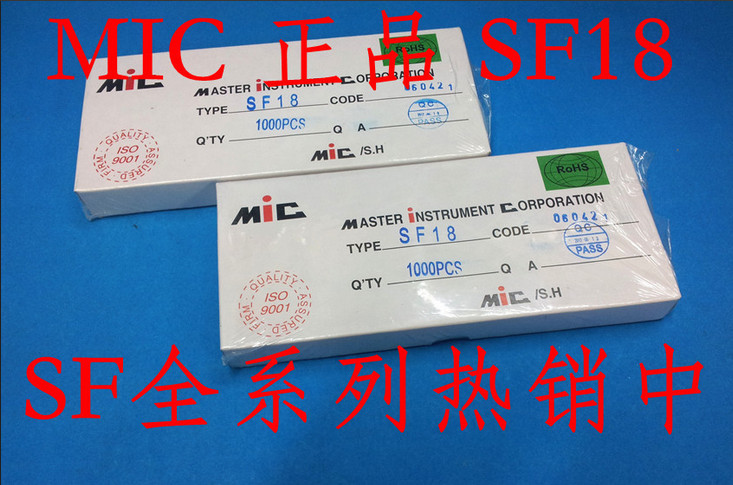 MIC 正品 SF18
RoHS
MiC
MASTER iNSTRUMENT CORPORATION
TYPE SF18 CODE 060421
Q'TY 1000PCS Q A
QC
PASS
MiC /S.H
QUALITY
ISO
9001
FIRM ASSURED
RoHS
MiC
MASTER iNSTRUMENT CORPORATION
TYPE SF18 CODE 060421
Q'TY 1000PCS Q A
QC
PASS
MiC /S.H
QUALITY
ISO
9001
FIRM ASSURED
SF全系列热销中